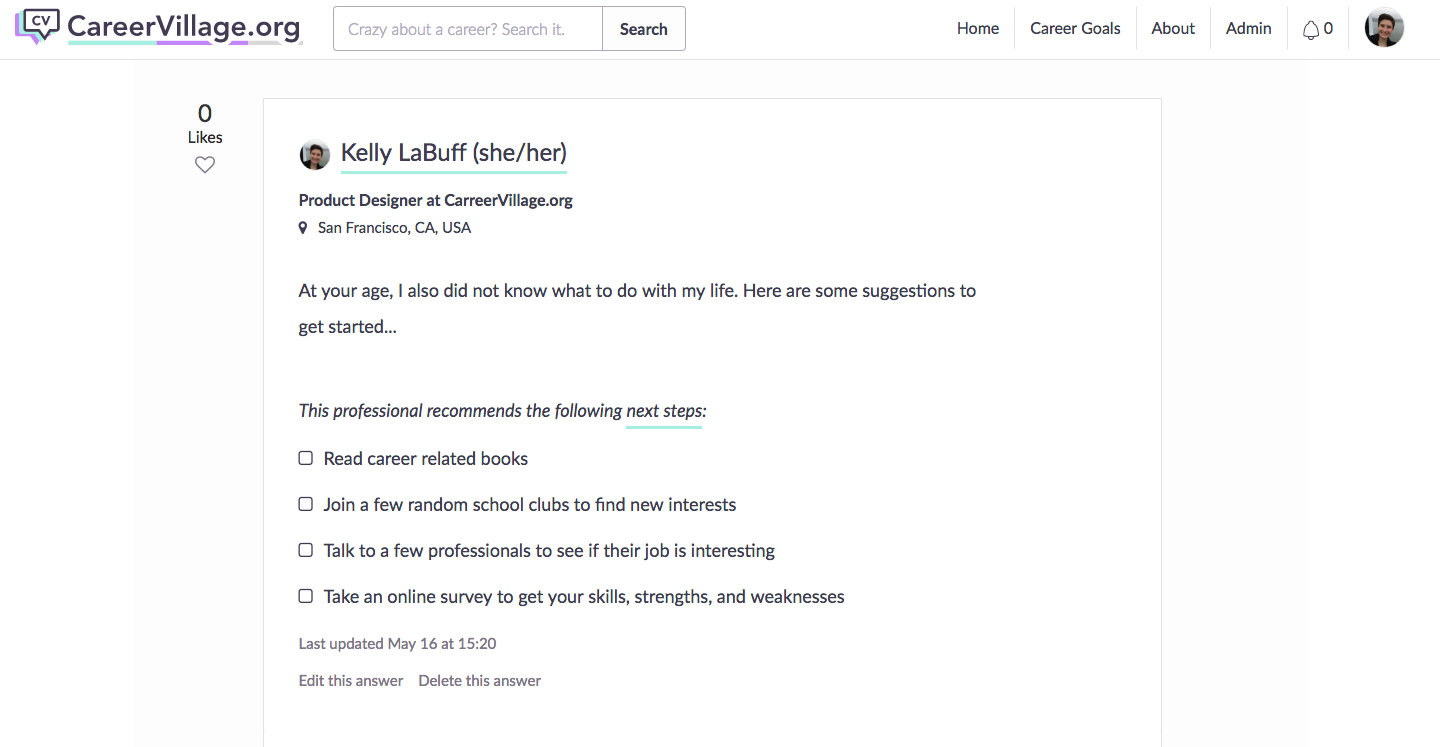 CV CareerVillage.org
Crazy about a career? Search it.
Search
Home
Career Goals
About
Admin
0
0
Likes
Kelly LaBuff (she/her)
Product Designer at CarreerVillage.org
San Francisco, CA, USA
At your age, I also did not know what to do with my life. Here are some suggestions to
get started...
This professional recommends the following next steps:
Read career related books
Join a few random school clubs to find new interests
Talk to a few professionals to see if their job is interesting
Take an online survey to get your skills, strengths, and weaknesses
Last updated May 16 at 15:20
Edit this answer Delete this answer